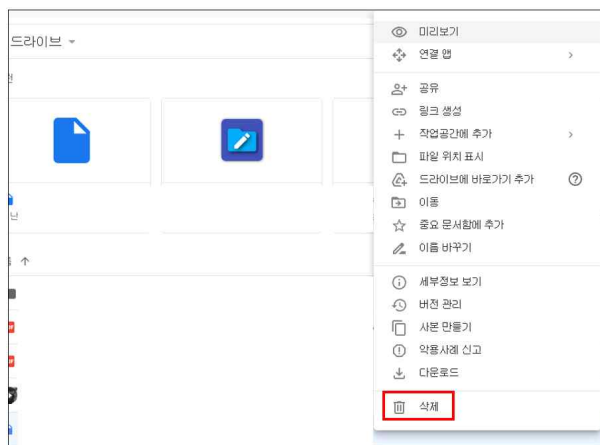 드라이브
미리보기
연결 앱
공유
링크 생성
작업공간에 추가
파일 위치 표시
드라이브에 바로가기 추가
이동
중요 문서함에 추가
이름 바꾸기
세부정보 보기
버전 관리
사본 만들기
악용사례 신고
다운로드
삭제